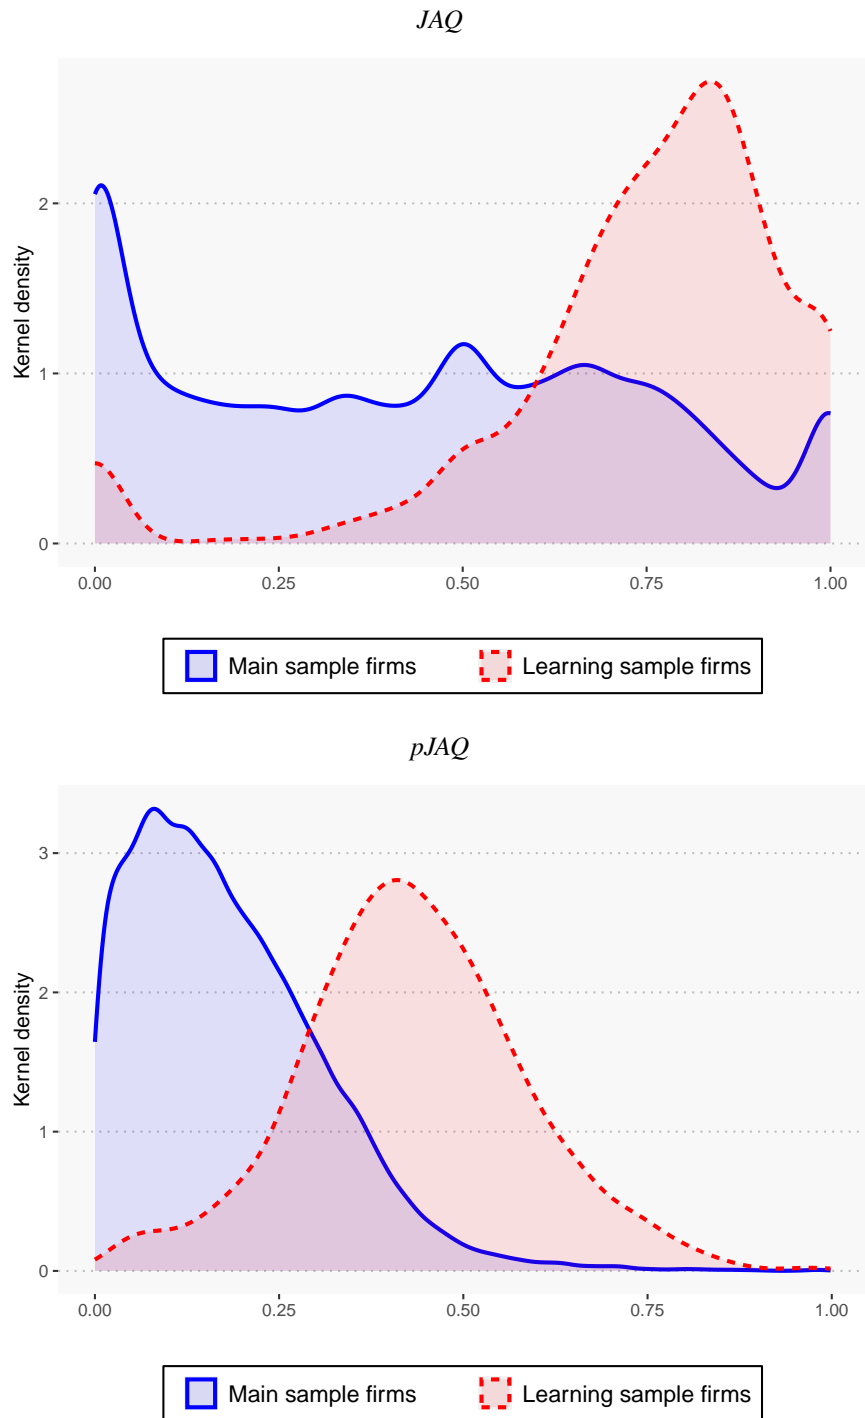 JAQ
Kernel density
2
1
0
0.00 0.25 0.50 0.75 1.00
Main sample firms Learning sample firms
pJAQ
Kernel density
3
2
1
0
0.00 0.25 0.50 0.75 1.00
Main sample firms Learning sample firms